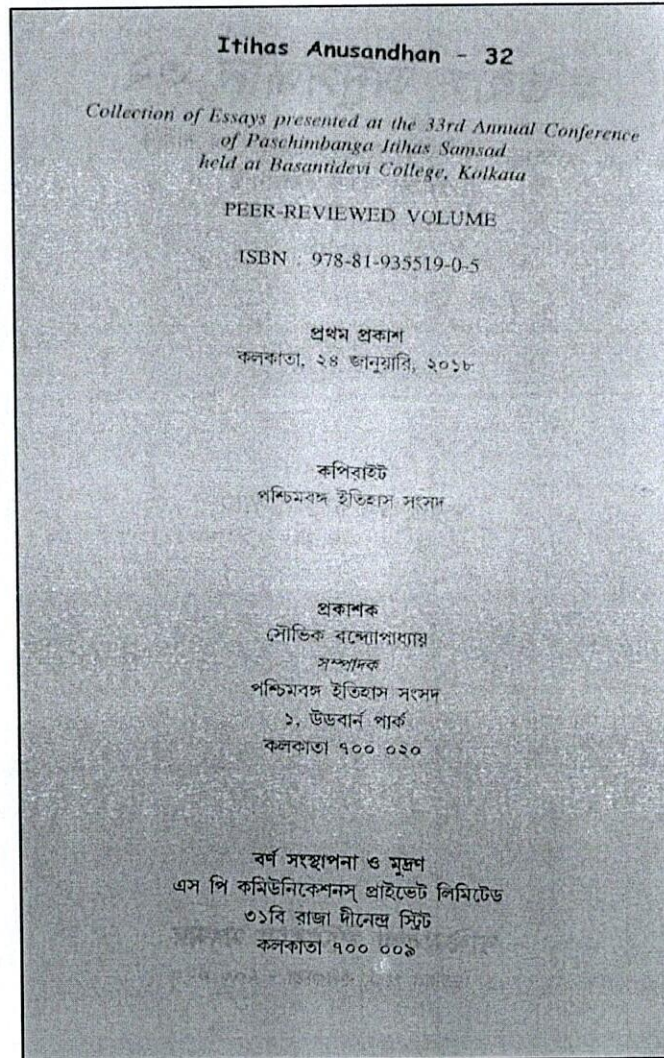 Itihas Anusandhan - 32
Collection of Essays presented at the 33rd Annual Conference
of Paschimbanga Itihas Samsad
held at Basantidevi College, Kolkata
PEER-REVIEWED VOLUME
ISBN : 978-81-935519-0-5
প্রথম প্রকাশ
কলকাতা, ২৪ জানুয়ারি, ২০১৮
কপিরাইট
পশ্চিমবঙ্গ ইতিহাস সংসদ
প্রকাশক
সৌভিক বন্দ্যোপাধ্যায়
সম্পাদক
পশ্চিমবঙ্গ ইতিহাস সংসদ
১, উডবার্ন পার্ক
কলকাতা ৭০০ ০২০
বর্ণ সংস্থাপনা ও মুদ্রণ
এস পি কমিউনিকেশনস্ প্রাইভেট লিমিটেড
৩১বি রাজা দীনেন্দ্র স্ট্রিট
কলকাতা ৭০০ ০০৯